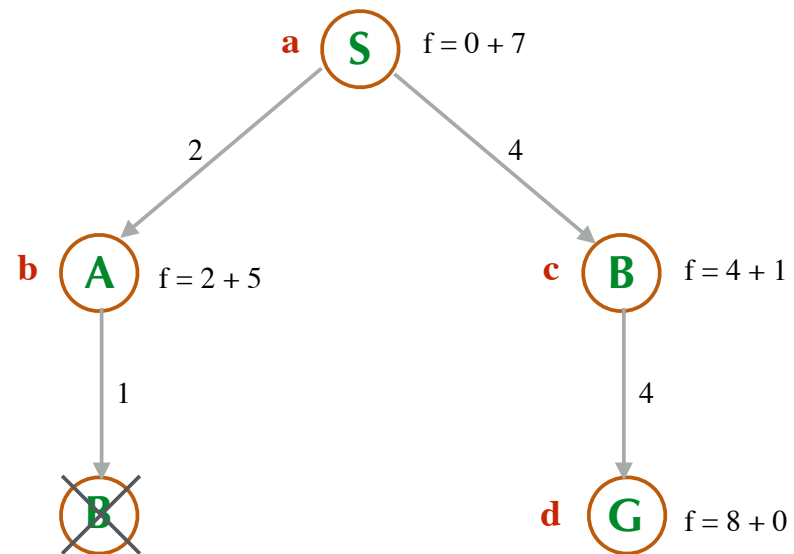 a S f = 0 + 7
2 4
b A f = 2 + 5 c B f = 4 + 1
1 4
B d G f = 8 + 0